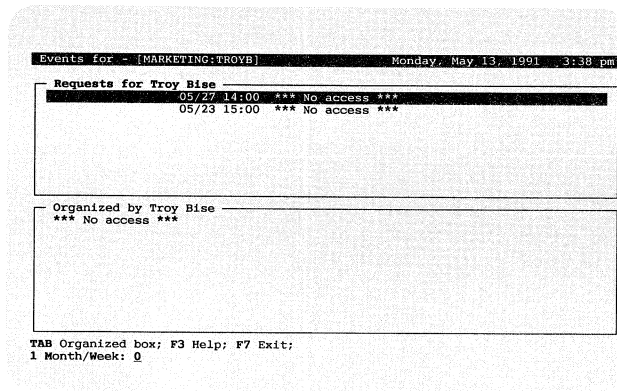 Events for - [MARKETING:TROYB] Monday, May 13, 1991 3:38 pm
Requests for Troy Bise
05/27 14:00 *** No access ***
05/23 15:00 *** No access ***
Organized by Troy Bise
*** No access ***
TAB Organized box; F3 Help; F7 Exit;
1 Month/Week: 0